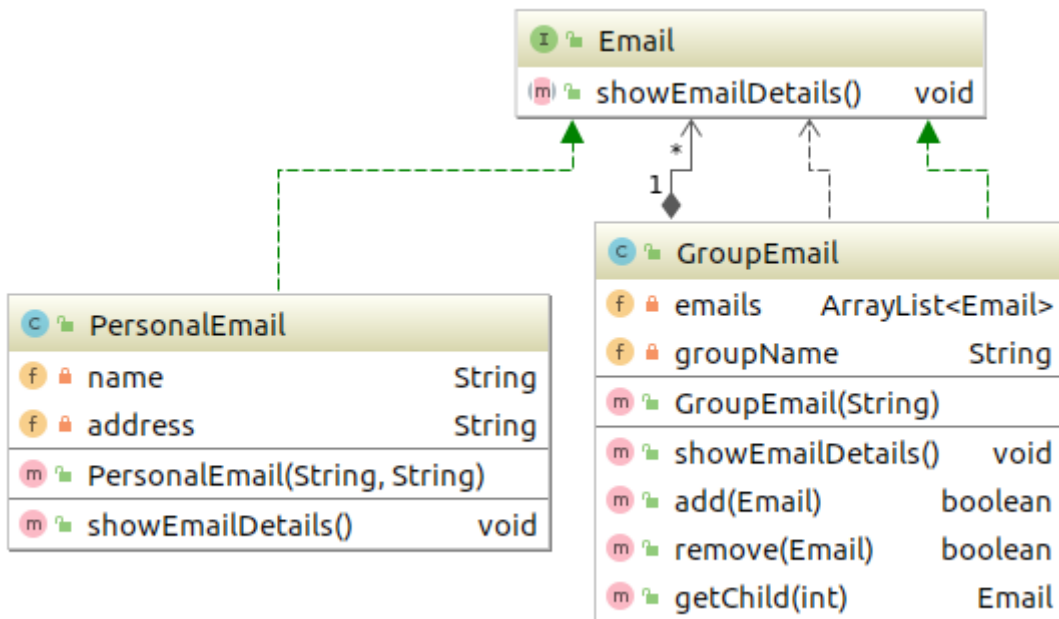 I Email
m showEmailDetails() void
*
1
C GroupEmail
f emails ArrayList<Email>
f groupName String
m GroupEmail(String)
m showEmailDetails() void
m add(Email) boolean
m remove(Email) boolean
m getChild(int) Email
C PersonalEmail
f name String
f address String
m PersonalEmail(String, String)
m showEmailDetails() void